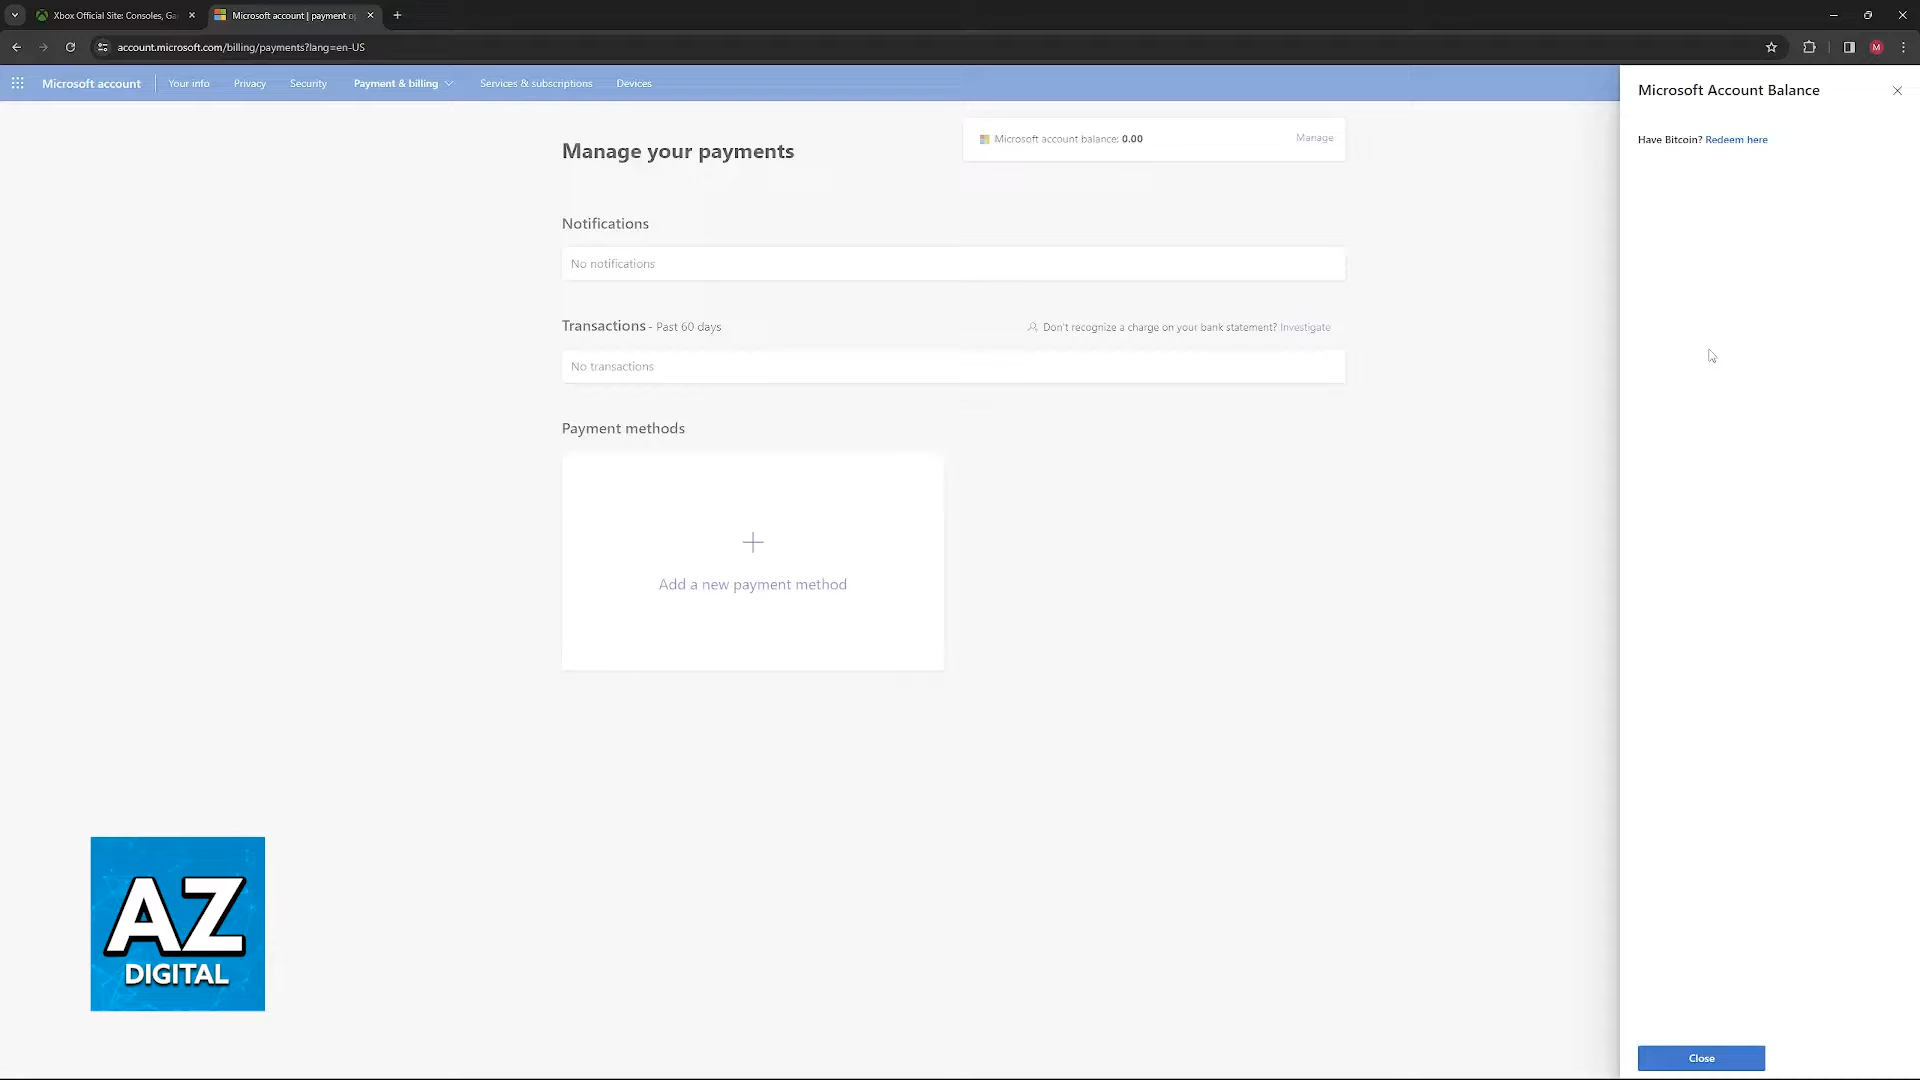 Xbox Official Site: Consoles, Ga
Microsoft account | payment o
account.microsoft.com/billing/payments?lang=en-US
M
Microsoft account
Your info
Privacy
Security
Payment & billing
Services & subscriptions
Devices
Microsoft Account Balance
Have Bitcoin? Redeem here
Manage your payments
Microsoft account balance: 0.00
Manage
Notifications
No notifications
Transactions - Past 60 days
Don't recognize a charge on your bank statement? Investigate
No transactions
Payment methods
Add a new payment method
AZ
DIGITAL
Close